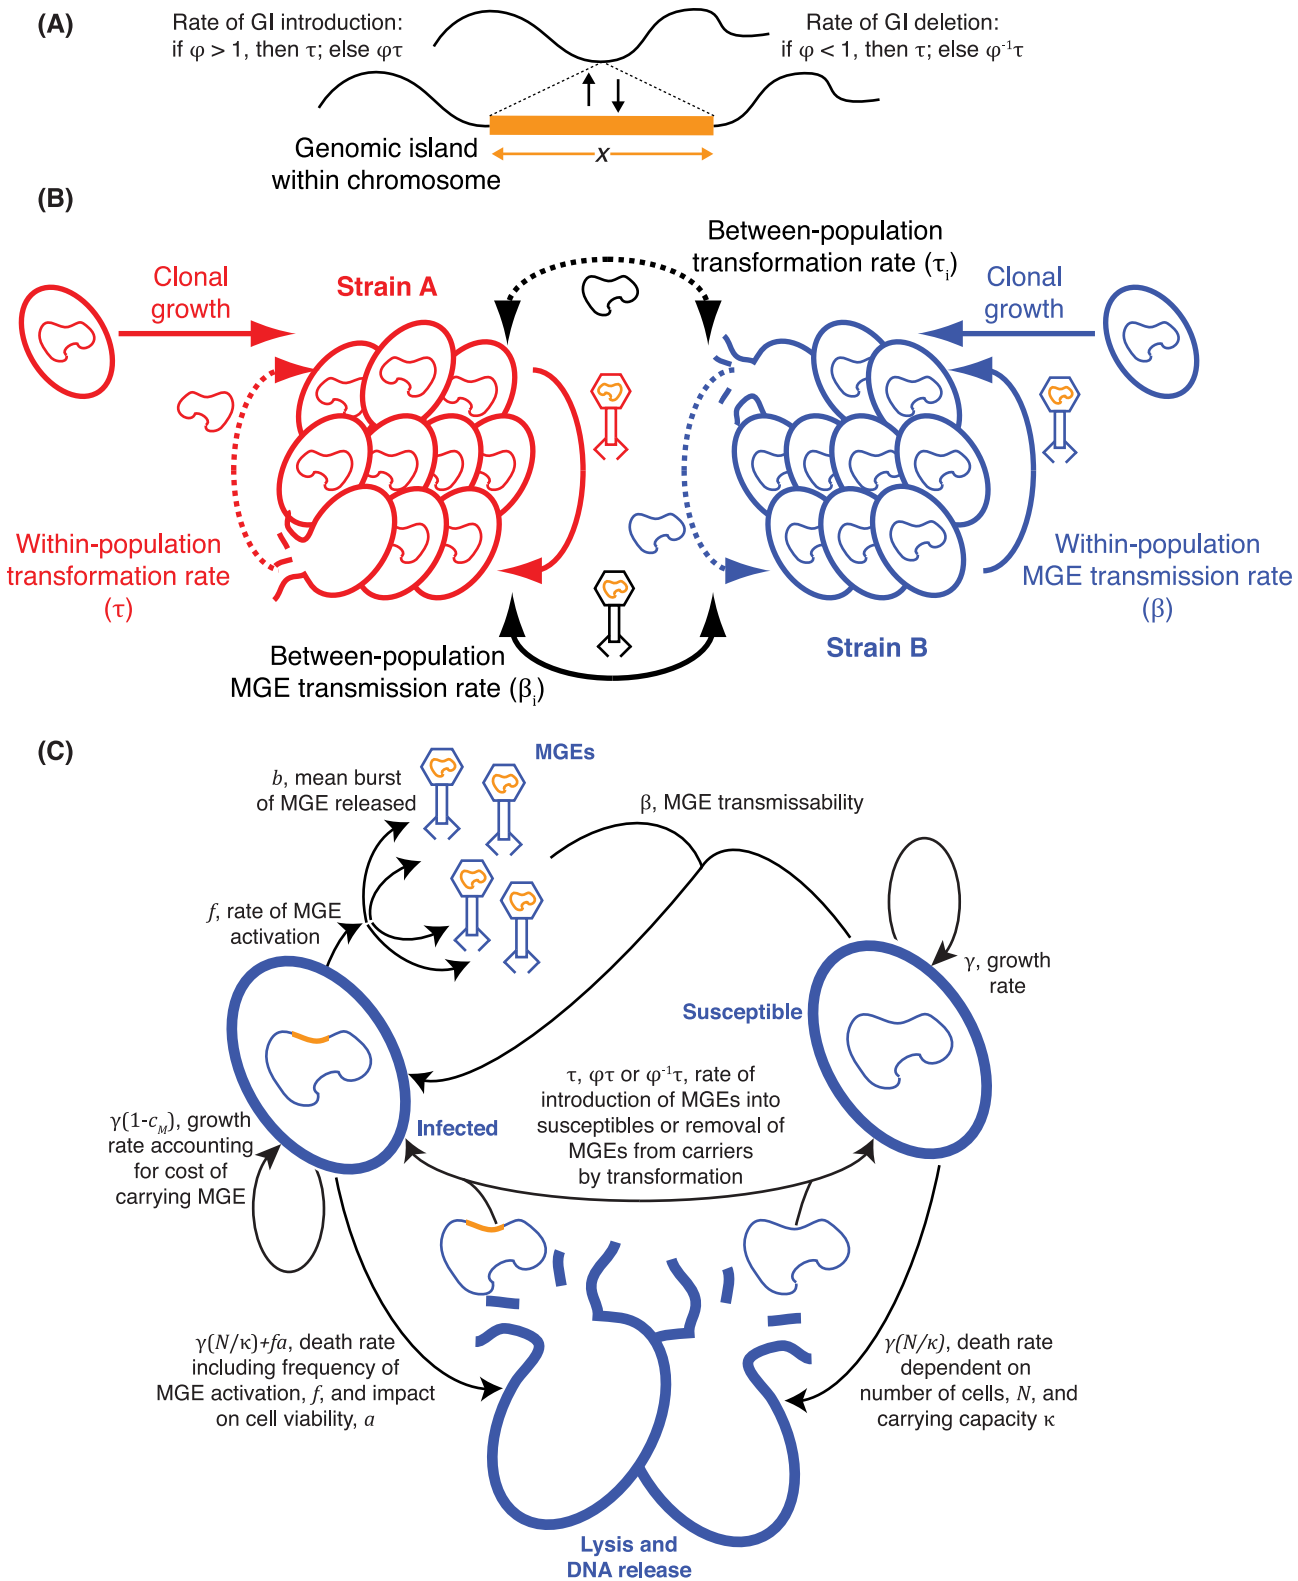 (A)
Rate of GI introduction:
if φ > 1, then τ; else φτ
Rate of GI deletion:
if φ < 1, then τ; else φ⁻¹τ
Genomic island
within chromosome
x
(B)
Between-population
transformation rate (τᵢ)
Clonal
growth
Strain A
Clonal
growth
Within-population
transformation rate
(τ)
Within-population
MGE transmission rate
(β)
Strain B
Between-population
MGE transmission rate (βᵢ)
(C)
MGEs
b, mean burst
of MGE released
β, MGE transmissability
f, rate of MGE
activation
γ, growth
rate
Susceptible
τ, φτ or φ⁻¹τ, rate of
introduction of MGEs into
susceptibles or removal of
MGEs from carriers
by transformation
Infected
γ(1-c_M), growth
rate accounting
for cost of
carrying MGE
γ(N/κ)+fa, death rate
including frequency of
MGE activation, f, and impact
on cell viability, a
γ(N/κ), death rate
dependent on
number of cells, N, and
carrying capacity κ
Lysis and
DNA release